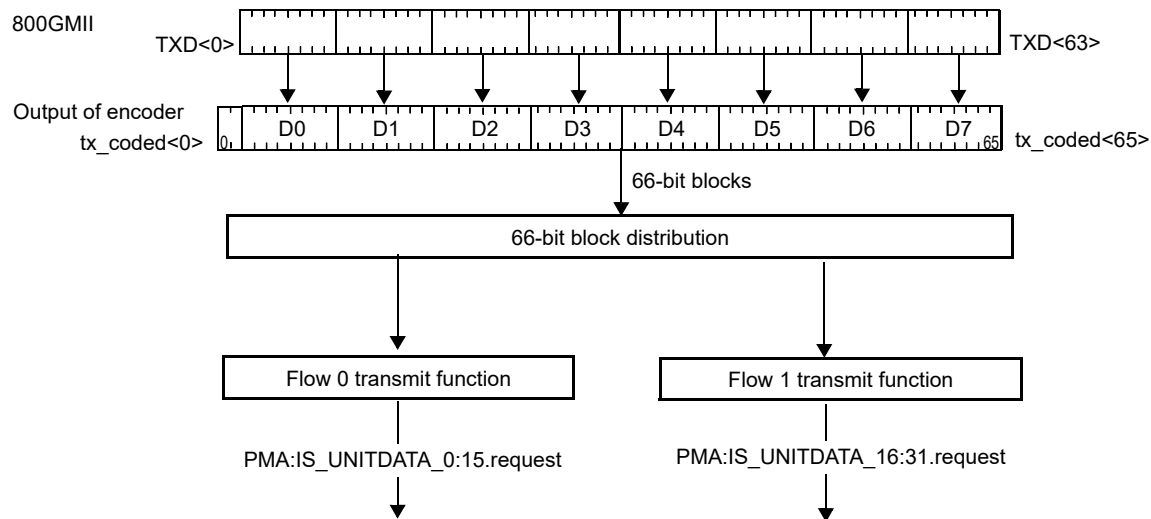 800GMII
TXD<0>
TXD<63>
Output of encoder
tx_coded<0>
0
D0 D1 D2 D3 D4 D5 D6 D7
65
tx_coded<65>
66-bit blocks
66-bit block distribution
Flow 0 transmit function
Flow 1 transmit function
PMA:IS_UNITDATA_0:15.request
PMA:IS_UNITDATA_16:31.request